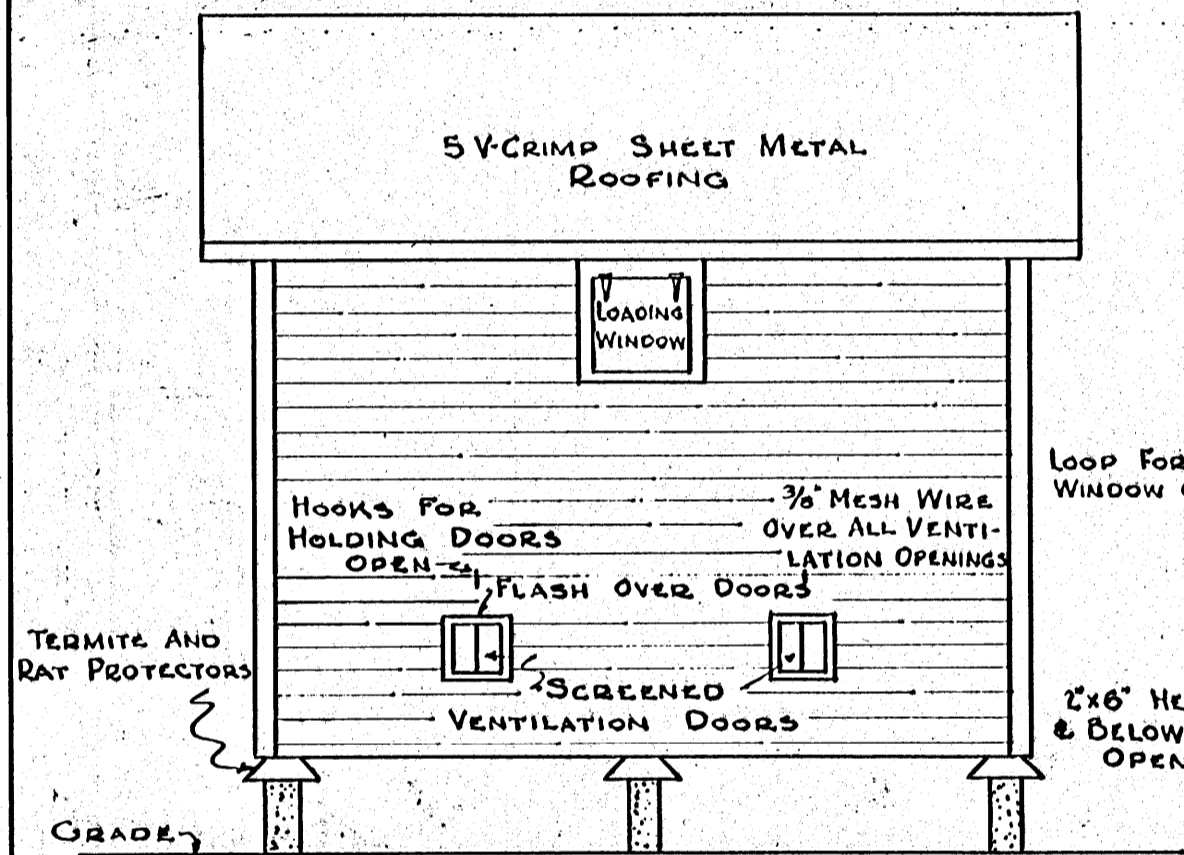 5 V-CRIMP SHEET METAL
ROOFING
LOADING
WINDOW
HOOKS FOR
HOLDING DOORS
OPEN
3/8" MESH WIRE
OVER ALL VENTI-
LATION OPENINGS
FLASH OVER DOORS
LOOP FOR
WINDOW
TERMITE AND
RAT PROTECTORS
SCREENED
VENTILATION DOORS
2"x6" HE
& BELOW
OPEN
GRADE